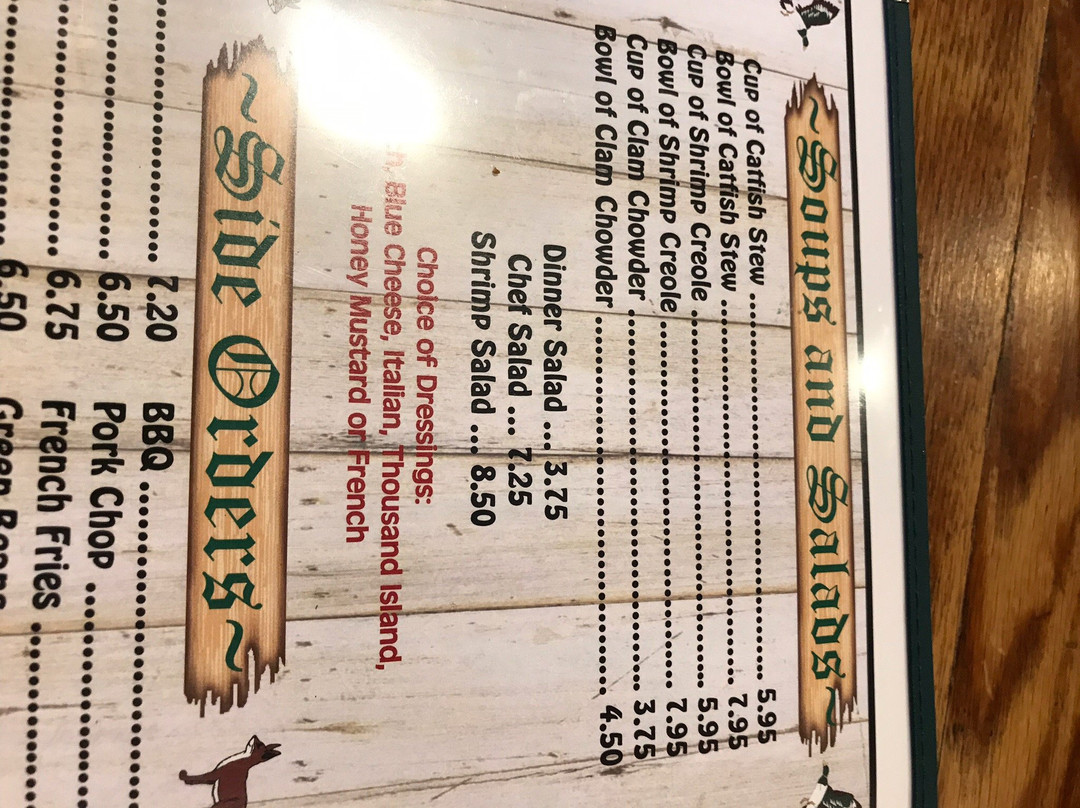 ~Soups and Salads~
Cup of Catfish Stew ........................................................ 5.95
Bowl of Catfish Stew ...................................................... 7.95
Cup of Shrimp Creole ..................................................... 5.95
Bowl of Shrimp Creole ................................................... 7.95
Cup of Clam Chowder ..................................................... 3.75
Bowl of Clam Chowder ................................................... 4.50
Dinner Salad ... 3.75
Chef Salad ... 7.25
Shrimp Salad ... 8.50
Choice of Dressings:
Blue Cheese, Italian, Thousand Island,
Honey Mustard or French
~Side Orders~
7.20 BBQ
6.50 Pork Chop
6.75 French Fries
6.50 Green Beans